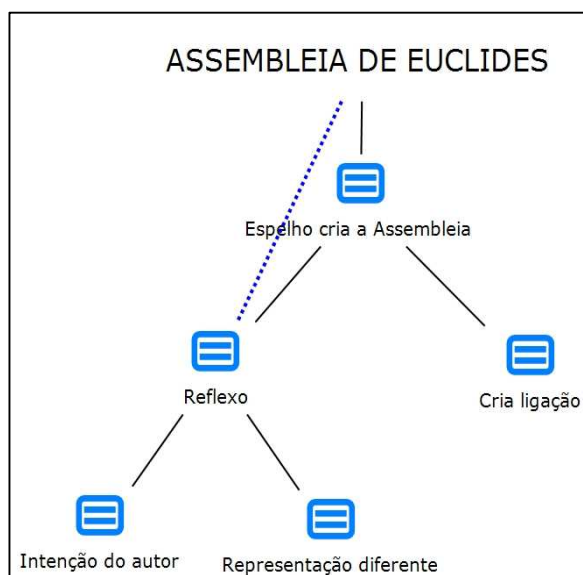 ASSEMBLEIA DE EUCLIDES
Espelho cria a Assembleia
Reflexo
Cria ligação
Intenção do autor
Representação diferente